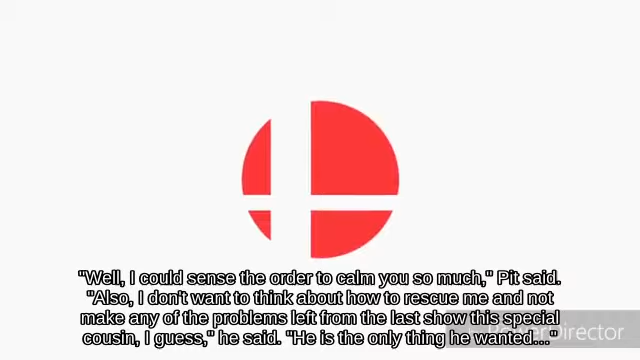 "Well, I could sense the order to calm you so much," Pit said.
"Also, I don't want to think about how to rescue me and not
make any of the problems left from the last show this special
cousin, I guess," he said. "He is the only thing he wanted..."
PowerDirector